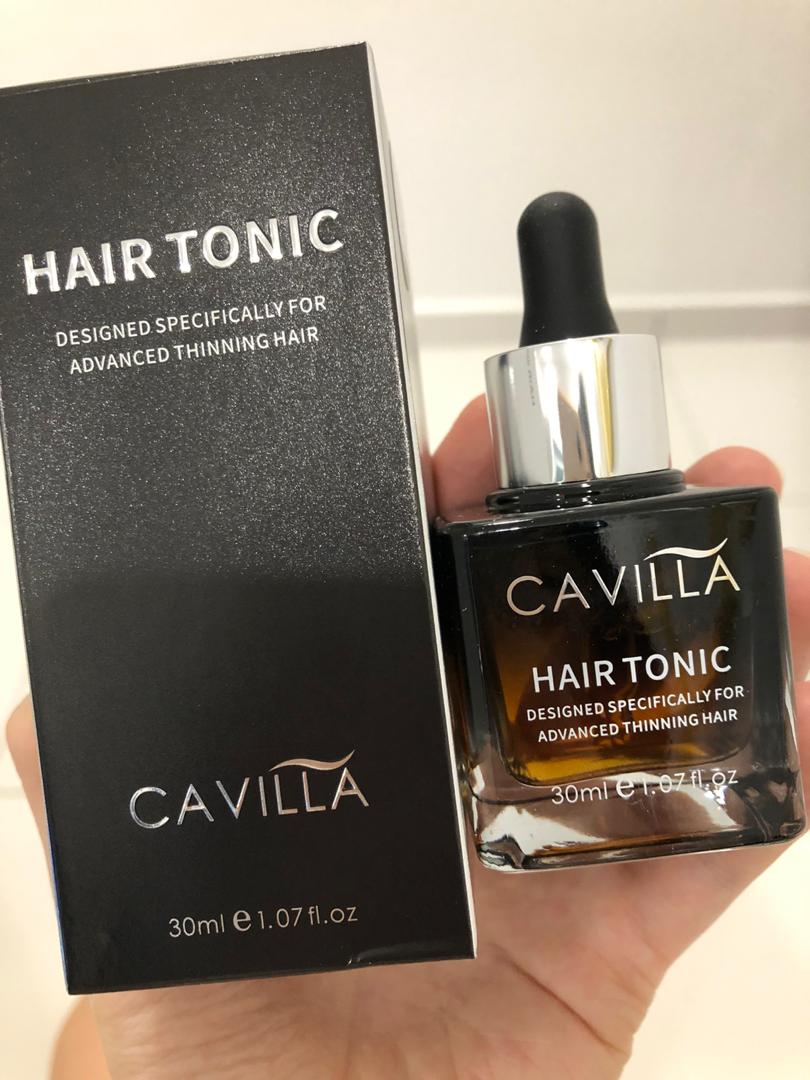 HAIR TONIC
DESIGNED SPECIFICALLY FOR
ADVANCED THINNING HAIR
CAVILLA
30ml e 1.07 fl.oz
CAVILLA
HAIR TONIC
DESIGNED SPECIFICALLY FOR
ADVANCED THINNING HAIR
30ml e 1.07 fl.oz